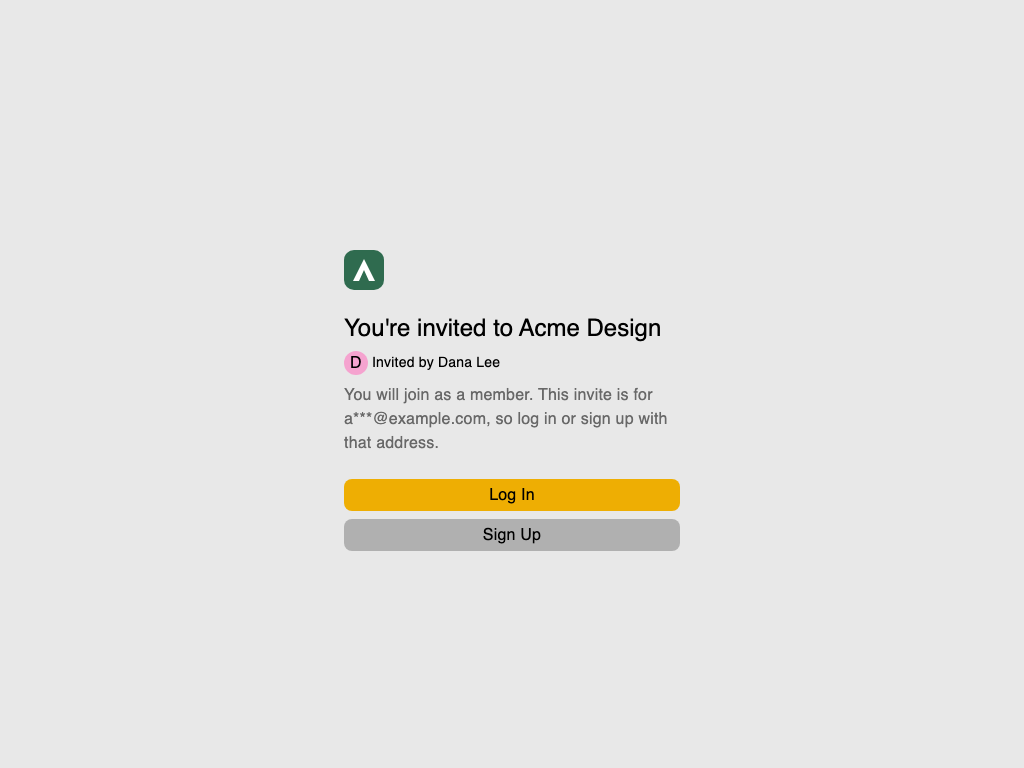 You're invited to Acme Design
D Invited by Dana Lee
You will join as a member. This invite is for
a***@example.com, so log in or sign up with
that address.
Log In
Sign Up